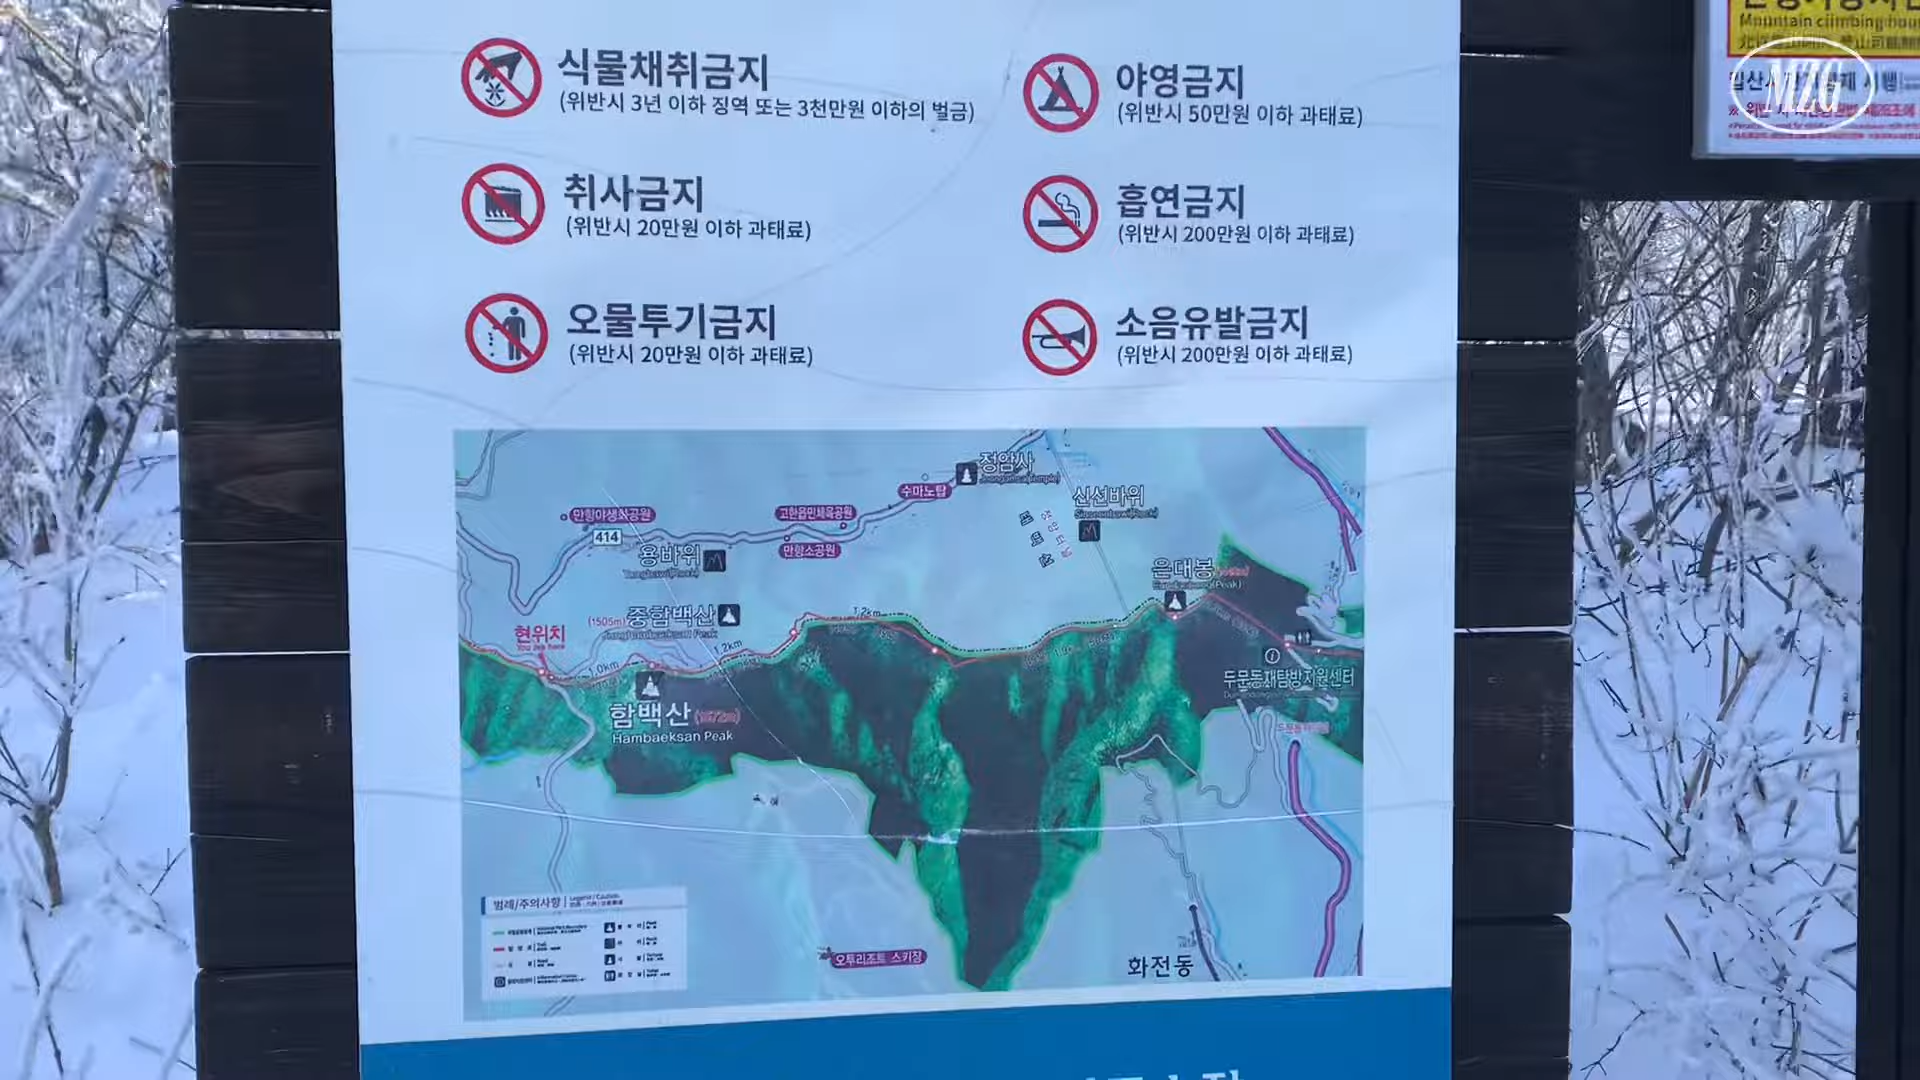 식물채취금지
(위반시 3년 이하 징역 또는 3천만원 이하의 벌금)
야영금지
(위반시 50만원 이하 과태료)
취사금지
(위반시 20만원 이하 과태료)
흡연금지
(위반시 200만원 이하 과태료)
오물투기금지
(위반시 20만원 이하 과태료)
소음유발금지
(위반시 200만원 이하 과태료)
Mountain climbing
MZG
정암사
수마노탑
신선바위
만항야생화공원
고한읍민체육공원
414
만항소공원
용바위
은대봉
(1505m) 중함백산
현위치
You are here
1.2km
1.2km
1.0km
함백산 (1572m)
Hambaeksan Peak
두문동재탐방지원센터
범례/주의사항
오투리조트 스키장
화전동